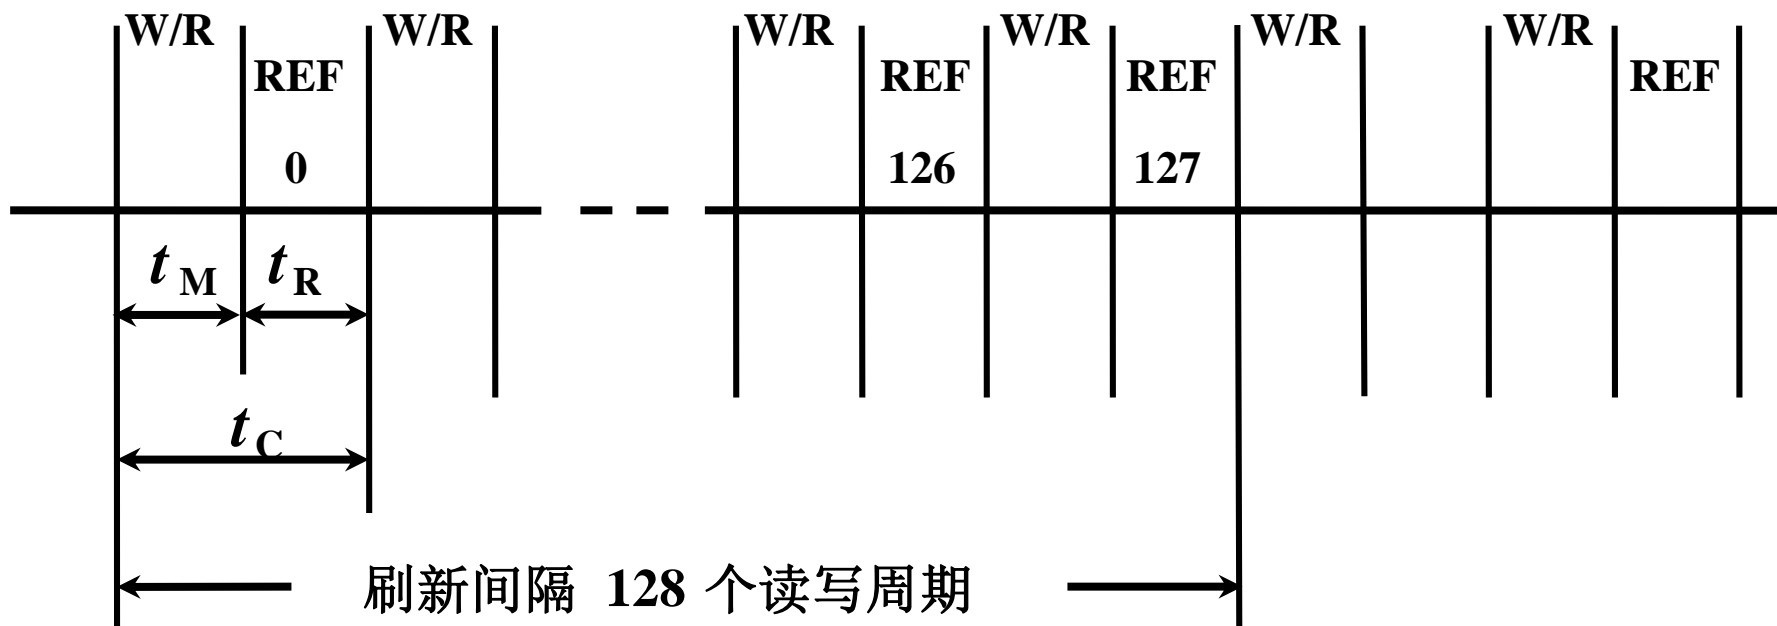 W/R W/R W/R W/R W/R W/R
REF REF REF REF
0 126 127
t M t R
t C
刷新间隔 128 个读写周期